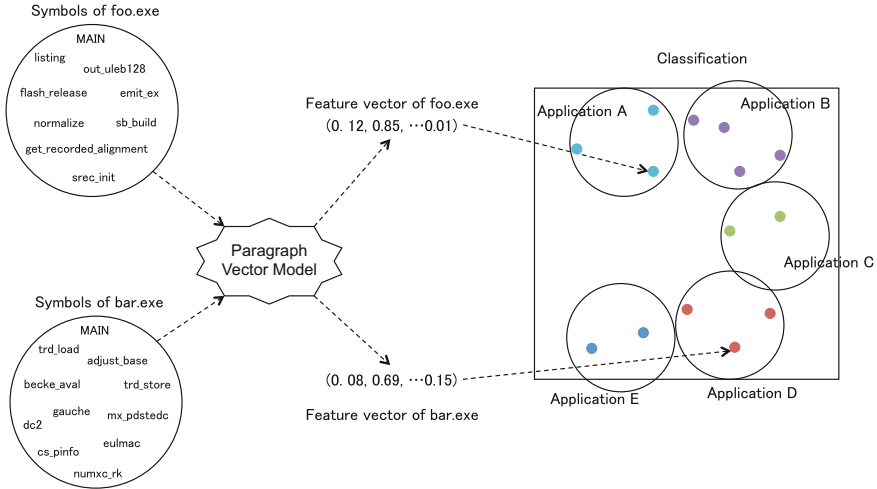 Symbols of foo.exe
MAIN
listing
out_uleb128
flash_release
emit_ex
normalize
sb_build
get_recorded_alignment
srec_init
Symbols of bar.exe
MAIN
trd_load
adjust_base
becke_aval
trd_store
gauche
mx_pdstedc
dc2
eulmac
cs_pinfo
numxc_rk
Paragraph
Vector Model
Feature vector of foo.exe
(0. 12, 0.85, …0.01)
(0. 08, 0.69, …0.15)
Feature vector of bar.exe
Classification
Application A
Application B
Application C
Application E
Application D